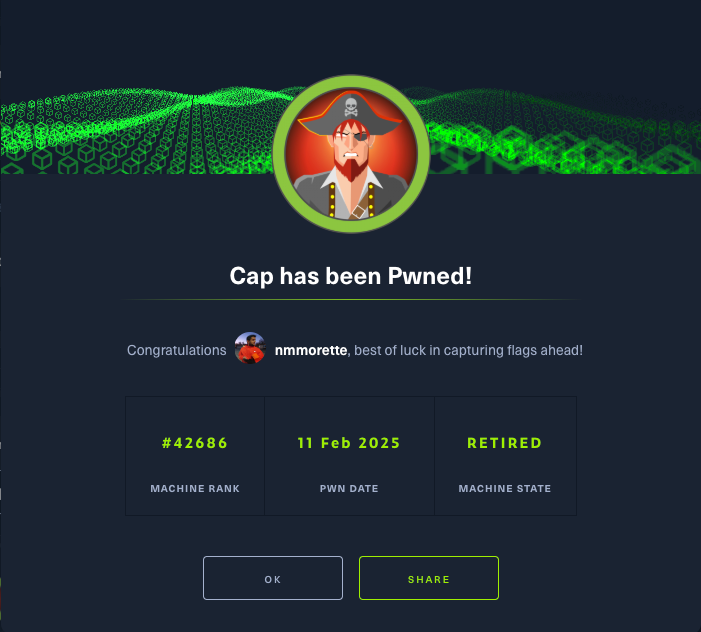 Cap has been Pwned!
Congratulations nmmorette, best of luck in capturing flags ahead!
#42686 11 Feb 2025 RETIRED
MACHINE RANK PWN DATE MACHINE STATE
OK SHARE